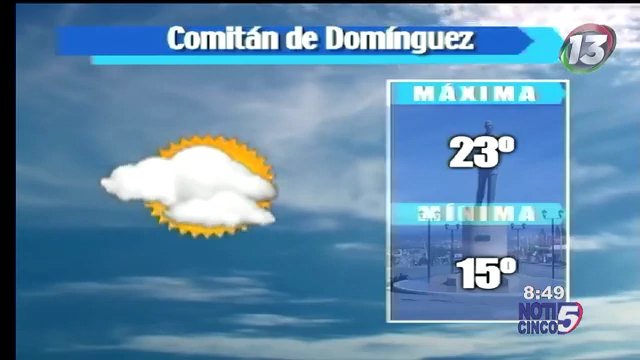 Comitán de Domínguez
13
MÁXIMA
23º
MÍNIMA
15º
8:49
NOTI
CINCO 5